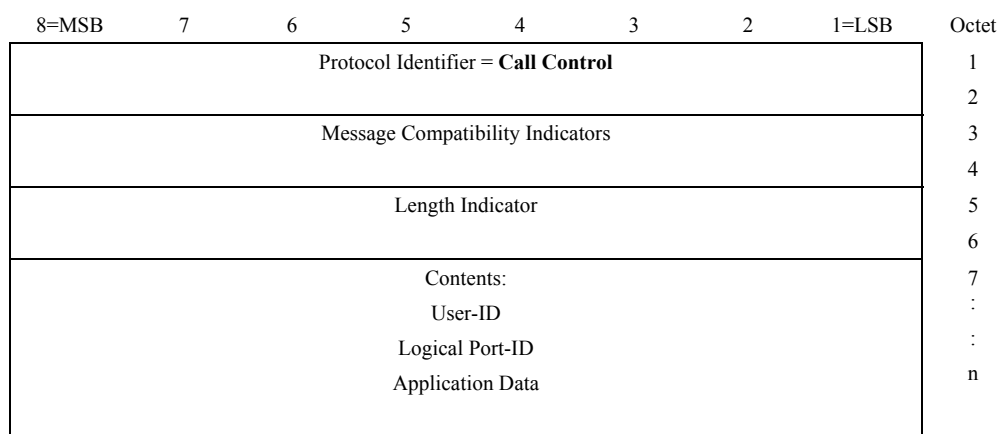 8=MSB 7 6 5 4 3 2 1=LSB Octet
Protocol Identifier = Call Control 1
2
Message Compatibility Indicators 3
4
Length Indicator 5
6
Contents: 7
User-ID :
Logical Port-ID :
Application Data n